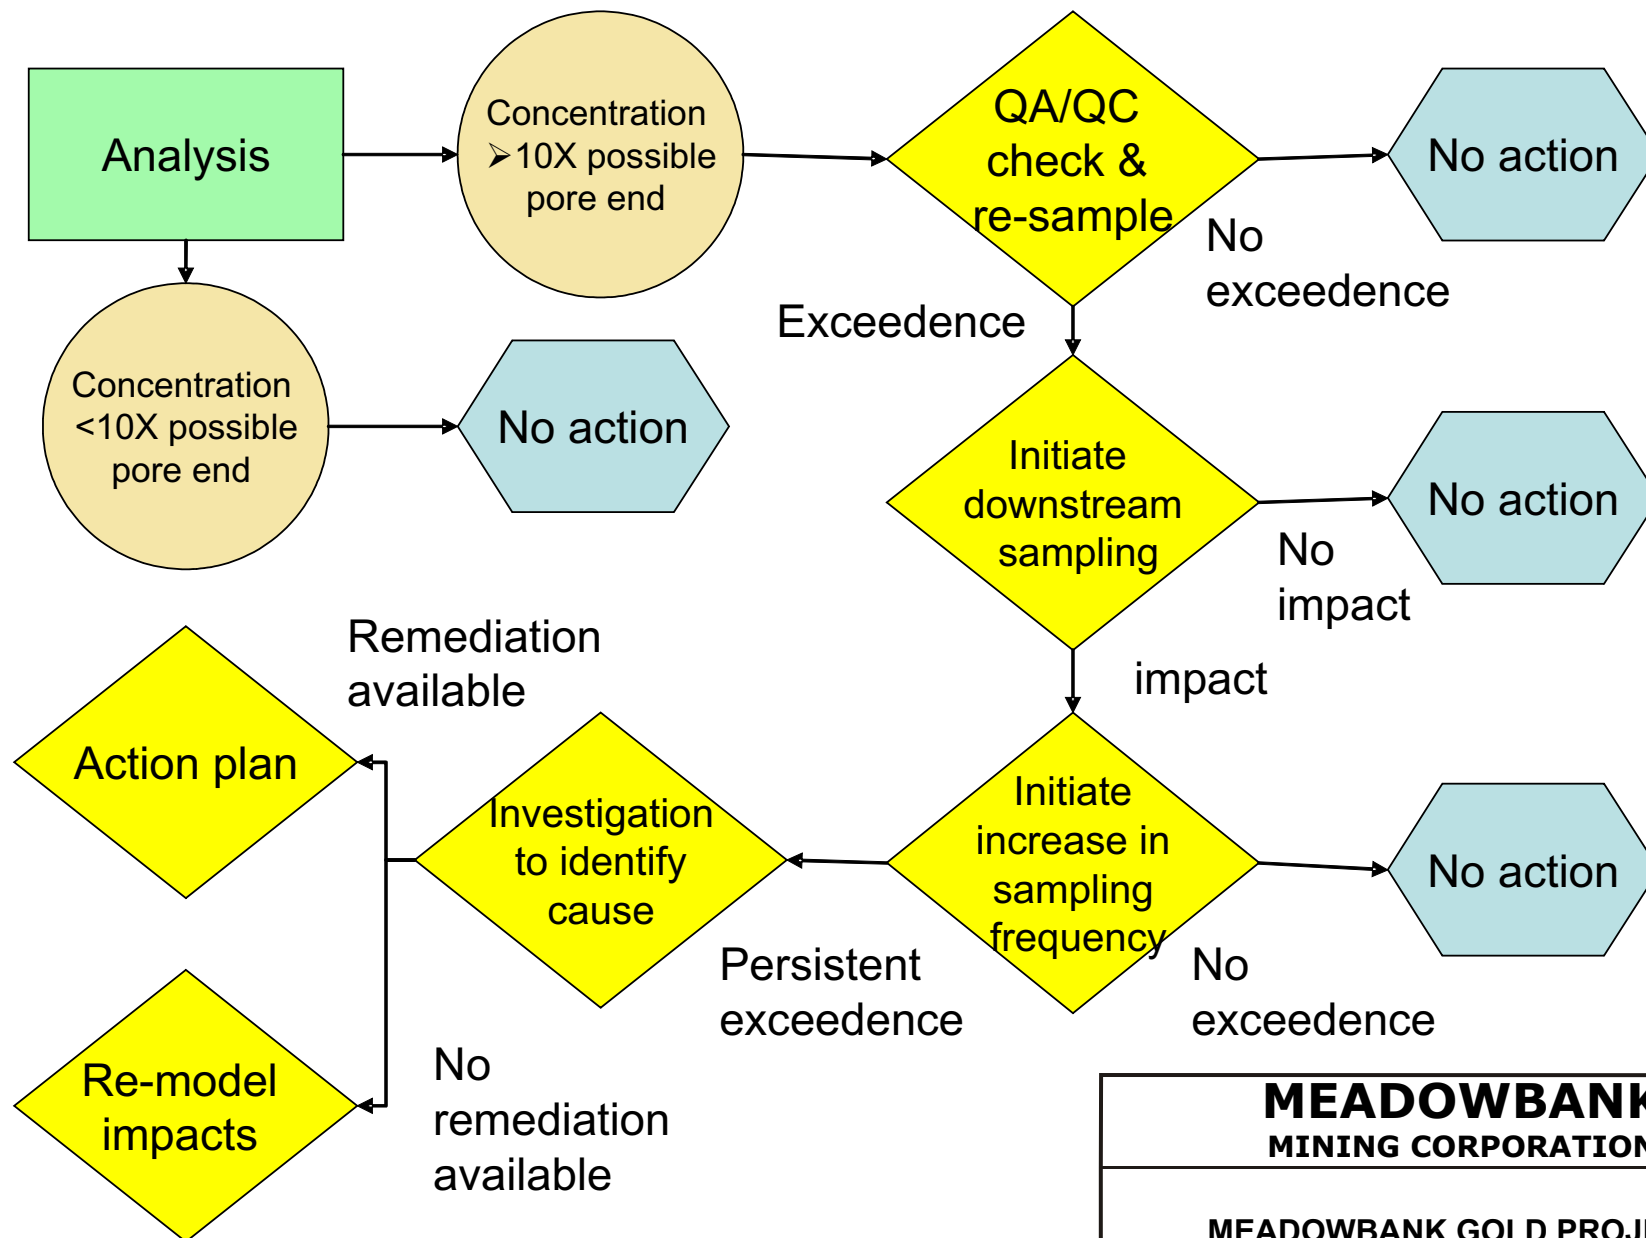 Analysis
Concentration
➢10X possible
pore end
QA/QC
check &
re-sample
No action
No
exceedence
Exceedence
Concentration
<10X possible
pore end
No action
Initiate
downstream
sampling
No action
No
impact
impact
Remediation
available
Action plan
Investigation
to identify
cause
Initiate
increase in
sampling
frequency
No action
Persistent
exceedence
No
exceedence
Re-model
impacts
No
remediation
available
MEADOWBANK
MINING CORPORATION
MEADOWBANK GOLD PROJE